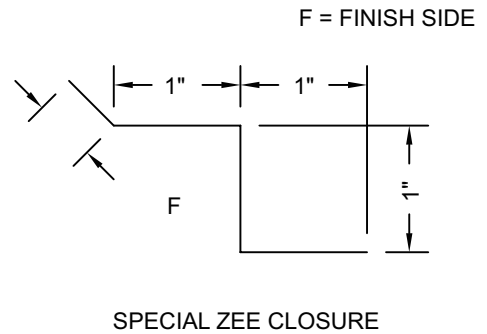 F = FINISH SIDE
1"
1"
1"
F
SPECIAL ZEE CLOSURE